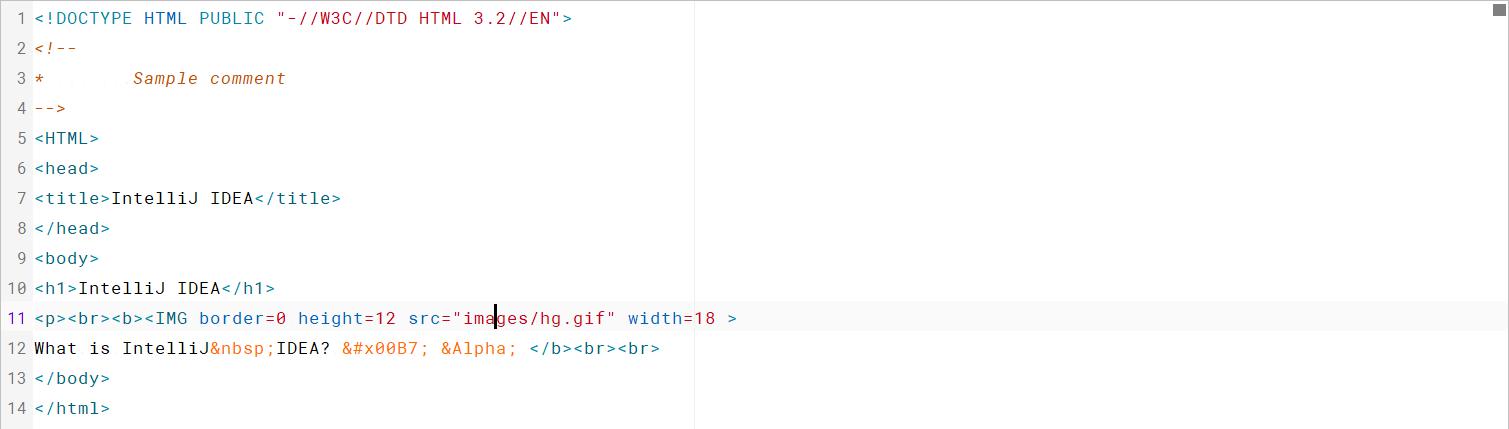 1 <!DOCTYPE HTML PUBLIC "-//W3C//DTD HTML 3.2//EN">
2 <!--
3 *        Sample comment
4 -->
5 <HTML>
6 <head>
7 <title>IntelliJ IDEA</title>
8 </head>
9 <body>
10 <h1>IntelliJ IDEA</h1>
11 <p><br><b><IMG border=0 height=12 src="images/hg.gif" width=18 >
12 What is IntelliJ&nbsp;IDEA? &#x00B7; &Alpha; </b><br><br>
13 </body>
14 </html>